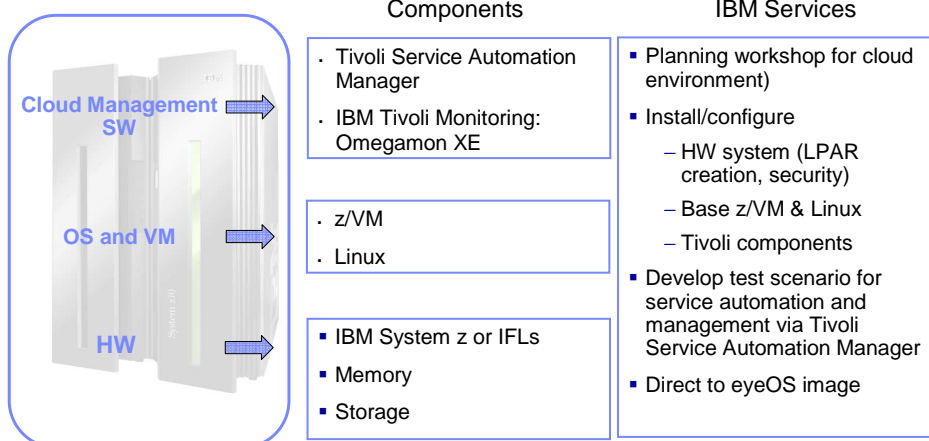 Components
IBM Services
Cloud Management
SW
OS and VM
HW
IBM
System z10
· Tivoli Service Automation
Manager
· IBM Tivoli Monitoring:
Omegamon XE
· z/VM
· Linux
▪ IBM System z or IFLs
▪ Memory
▪ Storage
▪ Planning workshop for cloud
environment)
▪ Install/configure
– HW system (LPAR
creation, security)
– Base z/VM & Linux
– Tivoli components
▪ Develop test scenario for
service automation and
management via Tivoli
Service Automation Manager
▪ Direct to eyeOS image